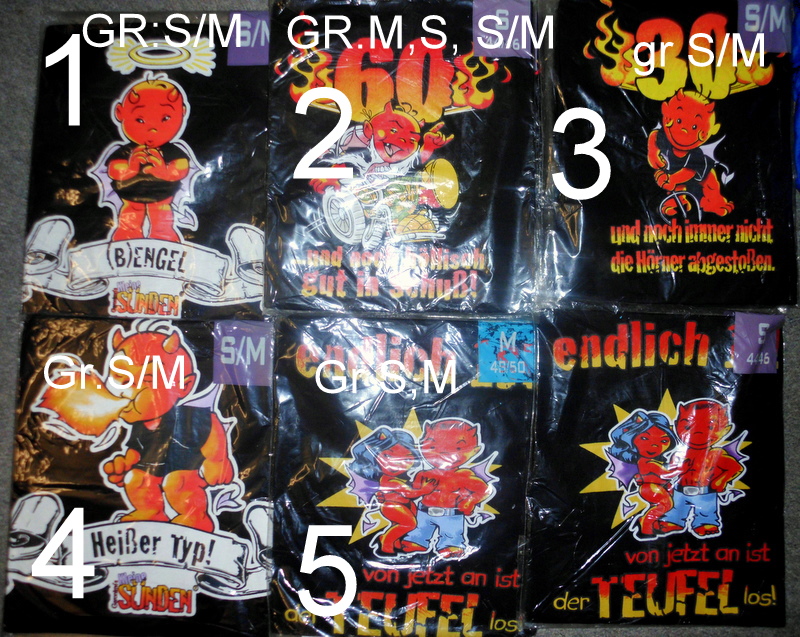 GR:S/M
S/M
1
(B)ENGEL
SÜNDEN
GR.M,S, S/M
S
60
2
und noch höllisch
gut in Schuß!
gr S/M
S/M
30
3
und noch immer nicht
die Hörner abgestoßen.
Gr.S/M
S/M
4
Heißer Typ!
SÜNDEN
endlich
M
48/50
Gr.S,M
5
von jetzt an ist
der TEUFEL los!
endlich
S
von jetzt an ist
der TEUFEL los!